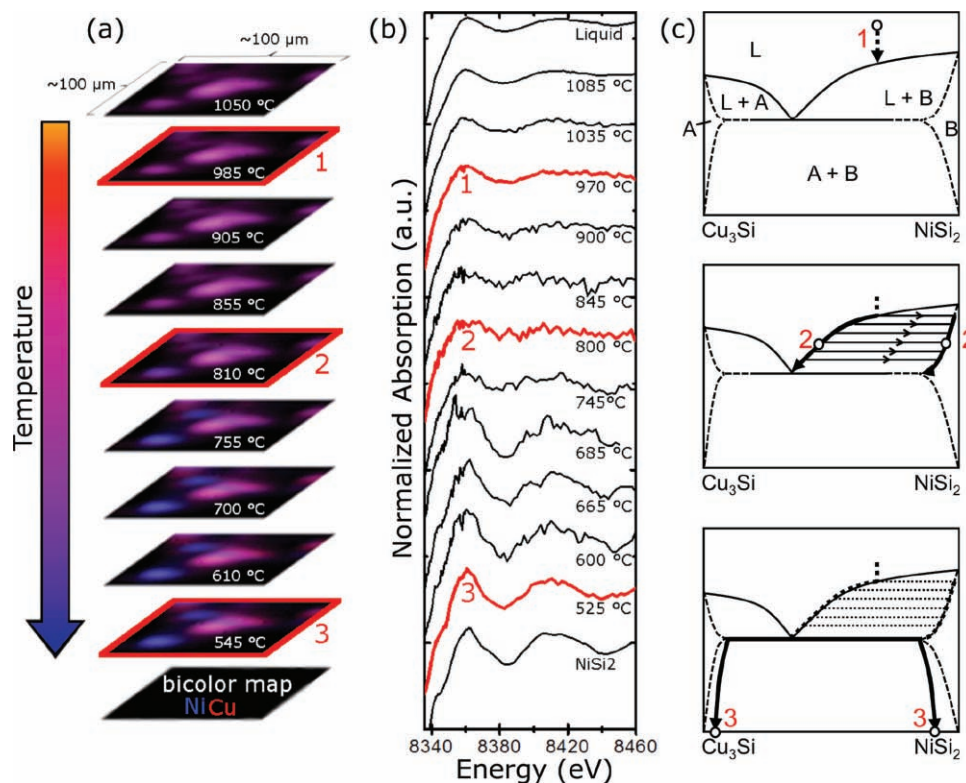 (a)
~100 µm
~100 µm
1050 °C
985 °C
1
905 °C
855 °C
810 °C
2
755 °C
700 °C
610 °C
545 °C
3
bicolor map
NiCu
Temperature
(b)
Normalized Absorption (a.u.)
Liquid
1085 °C
1035 °C
1
970 °C
900 °C
845 °C
2
800 °C
745°C
685°C
665°C
600 °C
3
525 °C
NiSi2
8340 8380 8420 8460
Energy (eV)
(c)
L
1
L + A
L + B
A
B
A + B
Cu3Si
NiSi2
2
2
Cu3Si
NiSi2
3
3
Cu3Si
NiSi2